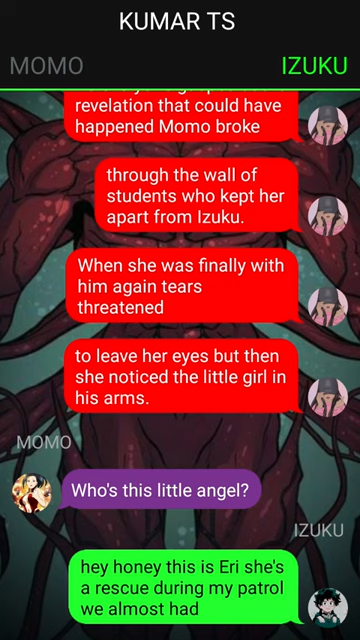 KUMAR TS
MOMO
IZUKU
revelation that could have
happened Momo broke
through the wall of
students who kept her
apart from Izuku.
When she was finally with
him again tears
threatened
to leave her eyes but then
she noticed the little girl in
his arms.
MOMO
Who's this little angel?
IZUKU
hey honey this is Eri she's
a rescue during my patrol
we almost had